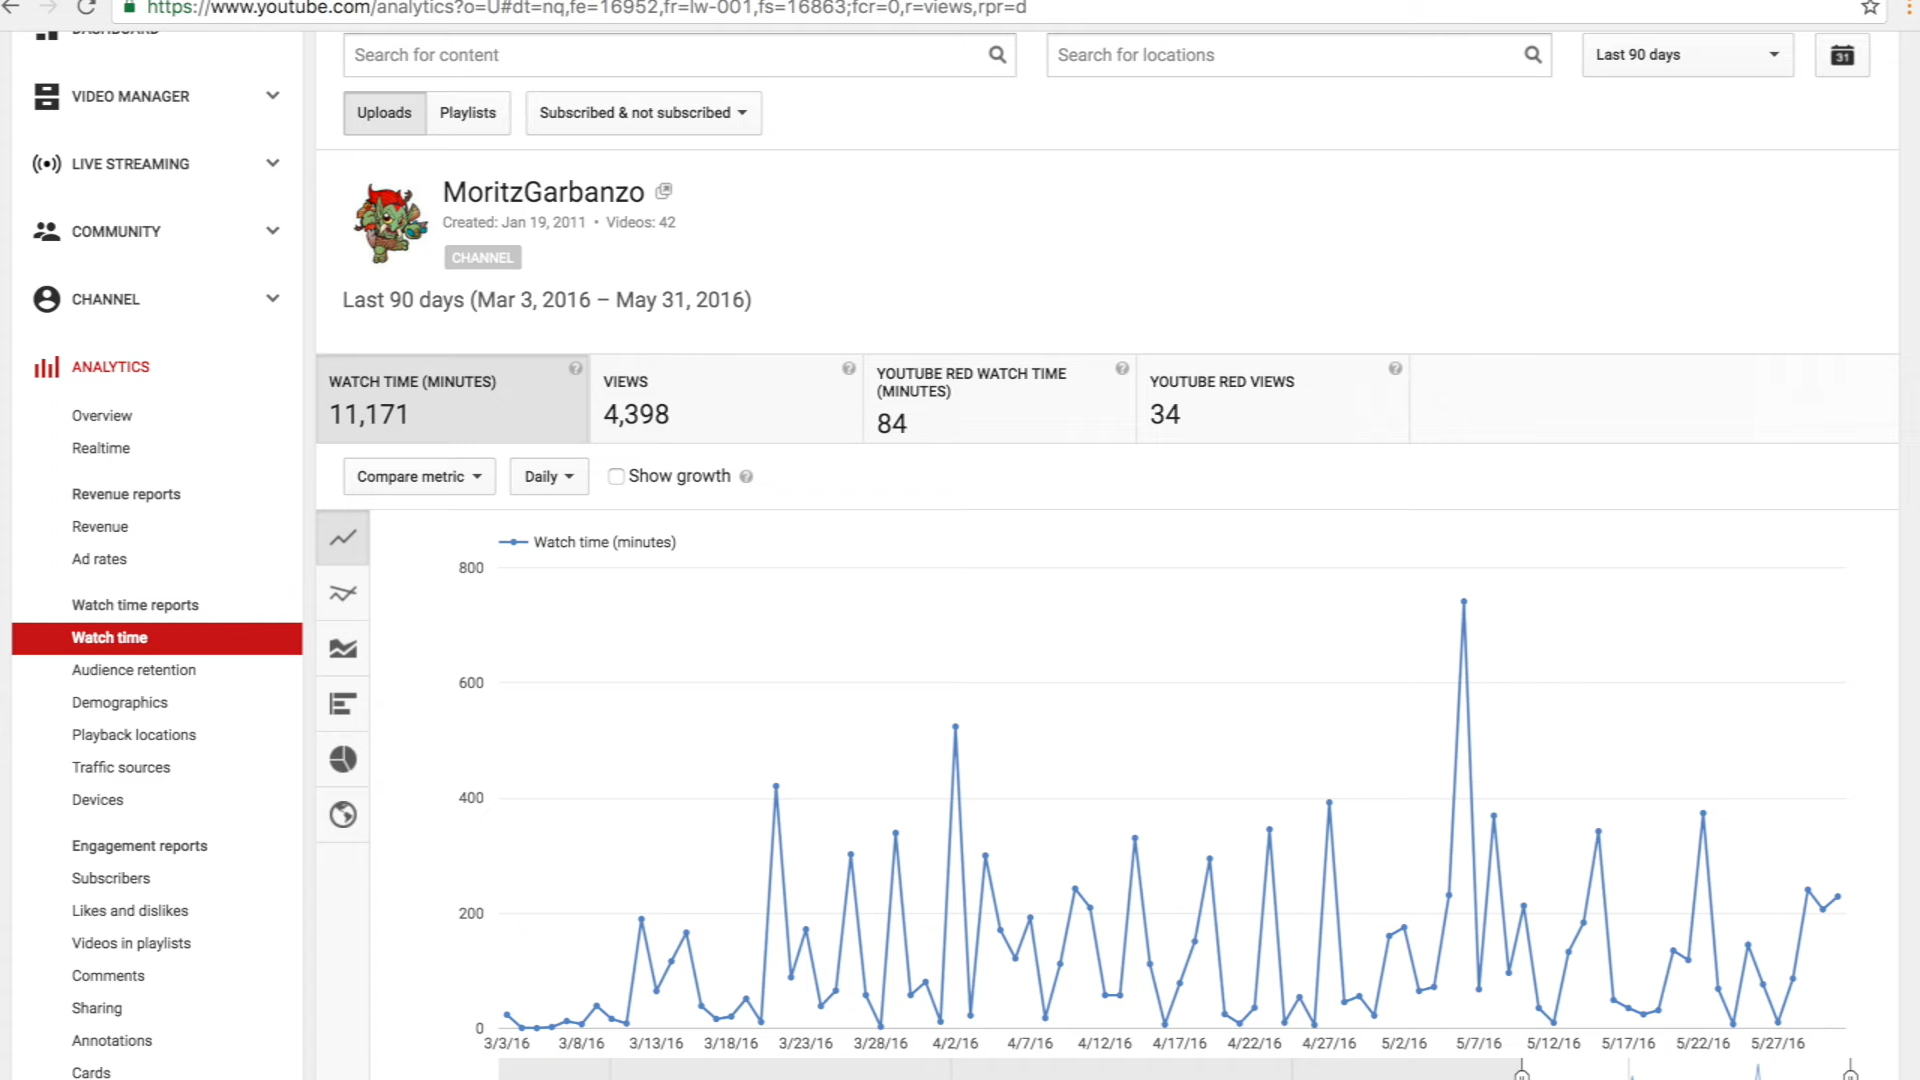 https://www.youtube.com/analytics?o=U#dt=nq,fe=16952,fr=lw-001,fs=16863;fcr=0,r=views,rpr=d
DASHBOARD
Search for content
Search for locations
Last 90 days
31
VIDEO MANAGER
Uploads
Playlists
Subscribed & not subscribed
LIVE STREAMING
MoritzGarbanzo
Created: Jan 19, 2011 • Videos: 42
COMMUNITY
CHANNEL
CHANNEL
Last 90 days (Mar 3, 2016 – May 31, 2016)
ANALYTICS
WATCH TIME (MINUTES)
11,171
VIEWS
4,398
YOUTUBE RED WATCH TIME
(MINUTES)
84
YOUTUBE RED VIEWS
34
Overview
Realtime
Compare metric
Daily
Show growth
Revenue reports
Revenue
Ad rates
Watch time reports
Watch time
Audience retention
Demographics
Playback locations
Traffic sources
Devices
Engagement reports
Subscribers
Likes and dislikes
Videos in playlists
Comments
Sharing
Annotations
Cards
Watch time (minutes)
800
600
400
200
0
3/3/16 3/8/16 3/13/16 3/18/16 3/23/16 3/28/16 4/2/16 4/7/16 4/12/16 4/17/16 4/22/16 4/27/16 5/2/16 5/7/16 5/12/16 5/17/16 5/22/16 5/27/16